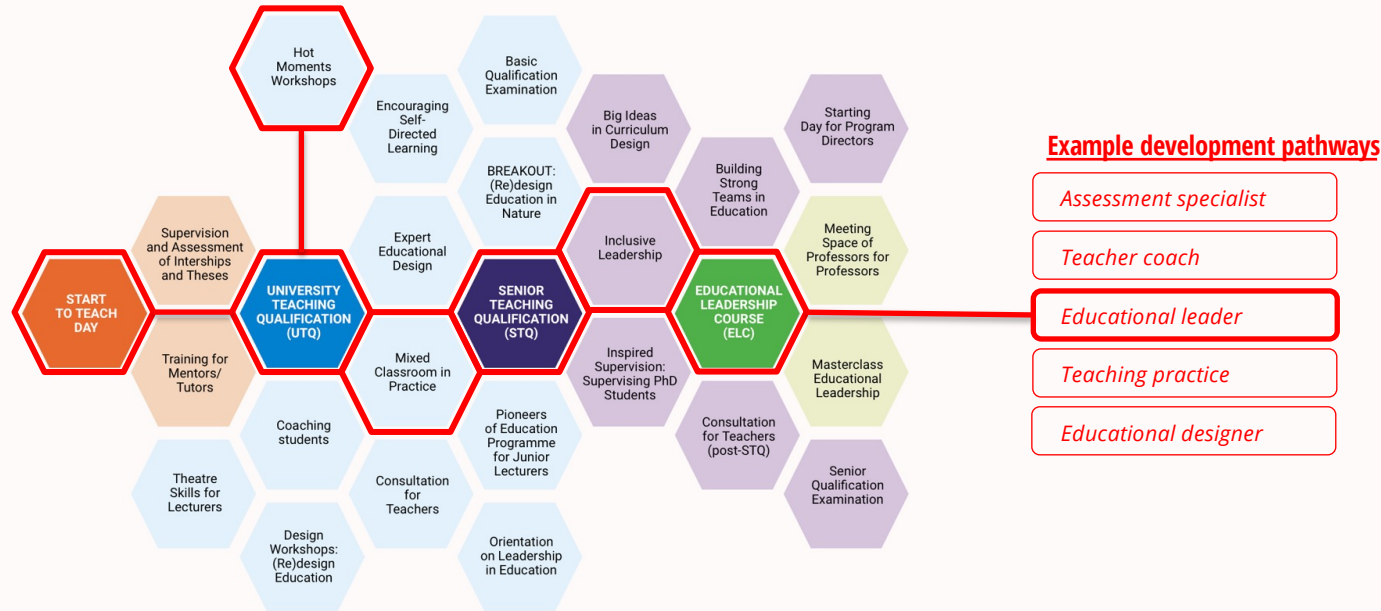 Hot
Moments
Workshops
Basic
Qualification
Examination
Encouraging
Self-
Directed
Learning
Big Ideas
in Curriculum
Design
Starting
Day for Program
Directors
Example development pathways
BREAKOUT:
(Re)design
Education in
Nature
Building
Strong
Teams in
Education
Assessment specialist
Supervision
and Assessment
of Interships
and Theses
Expert
Educational
Design
Inclusive
Leadership
Meeting
Space of
Professors for
Professors
Teacher coach
START
TO TEACH
DAY
UNIVERSITY
TEACHING
QUALIFICATION
(UTQ)
SENIOR
TEACHING
QUALIFICATION
(STQ)
EDUCATIONAL
LEADERSHIP
COURSE
(ELC)
Educational leader
Training for
Mentors/
Tutors
Mixed
Classroom in
Practice
Inspired
Supervision:
Supervising PhD
Students
Masterclass
Educational
Leadership
Teaching practice
Coaching
students
Pioneers
of Education
Programme
for Junior
Lecturers
Consultation
for Teachers
(post-STQ)
Educational designer
Theatre
Skills for
Lecturers
Consultation
for
Teachers
Senior
Qualification
Examination
Design
Workshops:
(Re)design
Education
Orientation
on Leadership
in Education